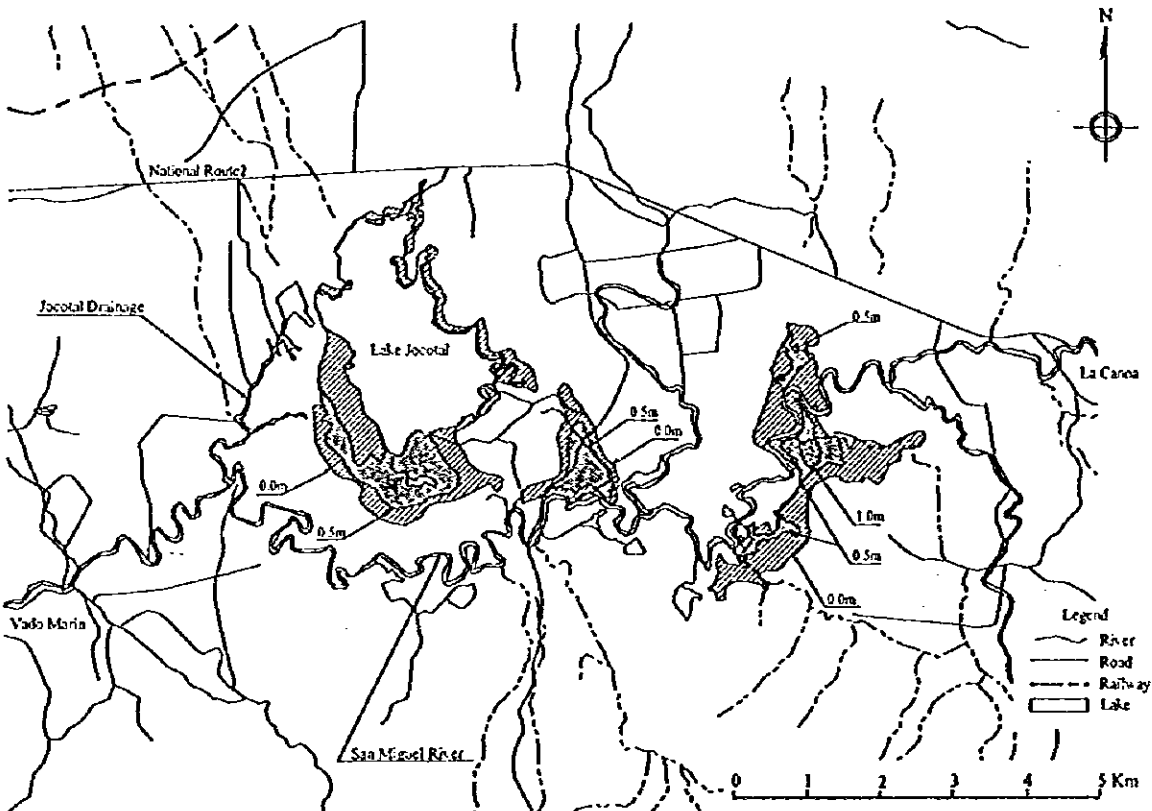 N
National Route2
Jocotal Drainage
Lake Jocotal
0.5m
La Canoa
0.5m
0.0m
0.0m
0.5m
1.0m
0.5m
0.0m
Vado Marin
San Miguel River
Legend
River
Road
Railway
Lake
0 1 2 3 4 5 Km